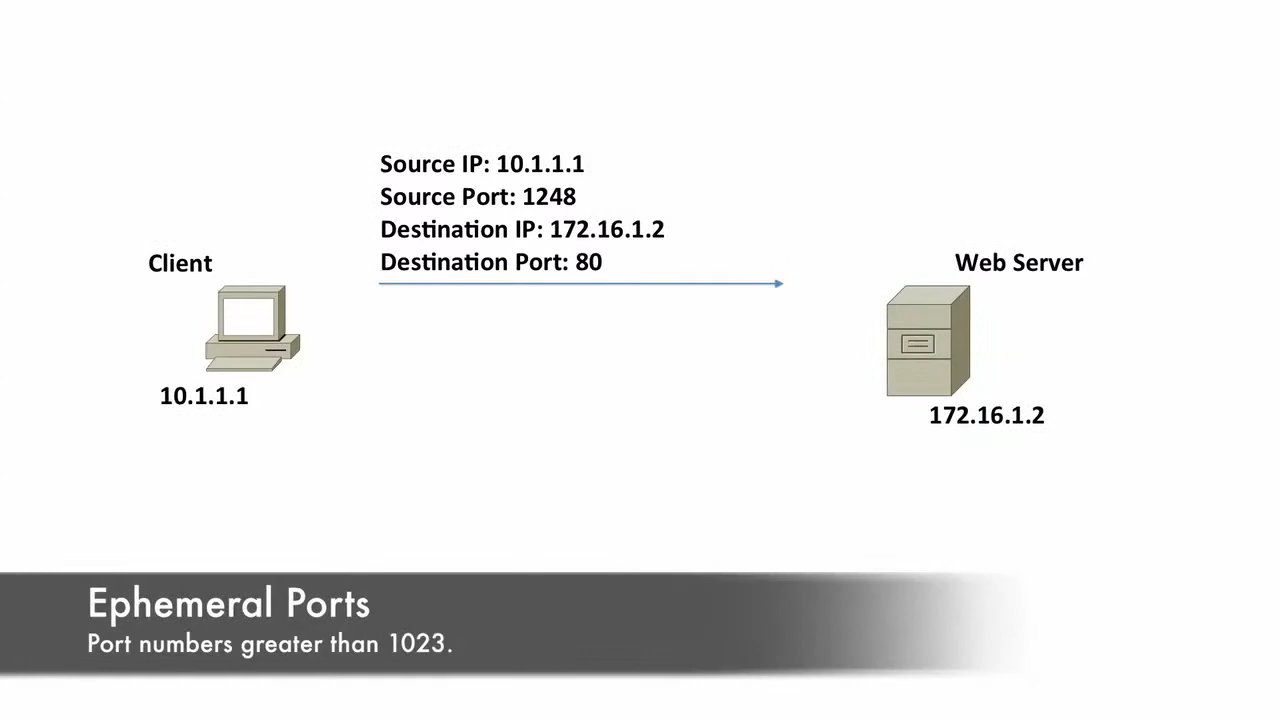 Source IP: 10.1.1.1
Source Port: 1248
Destination IP: 172.16.1.2
Destination Port: 80
Client
Web Server
10.1.1.1
172.16.1.2
Ephemeral Ports
Port numbers greater than 1023.